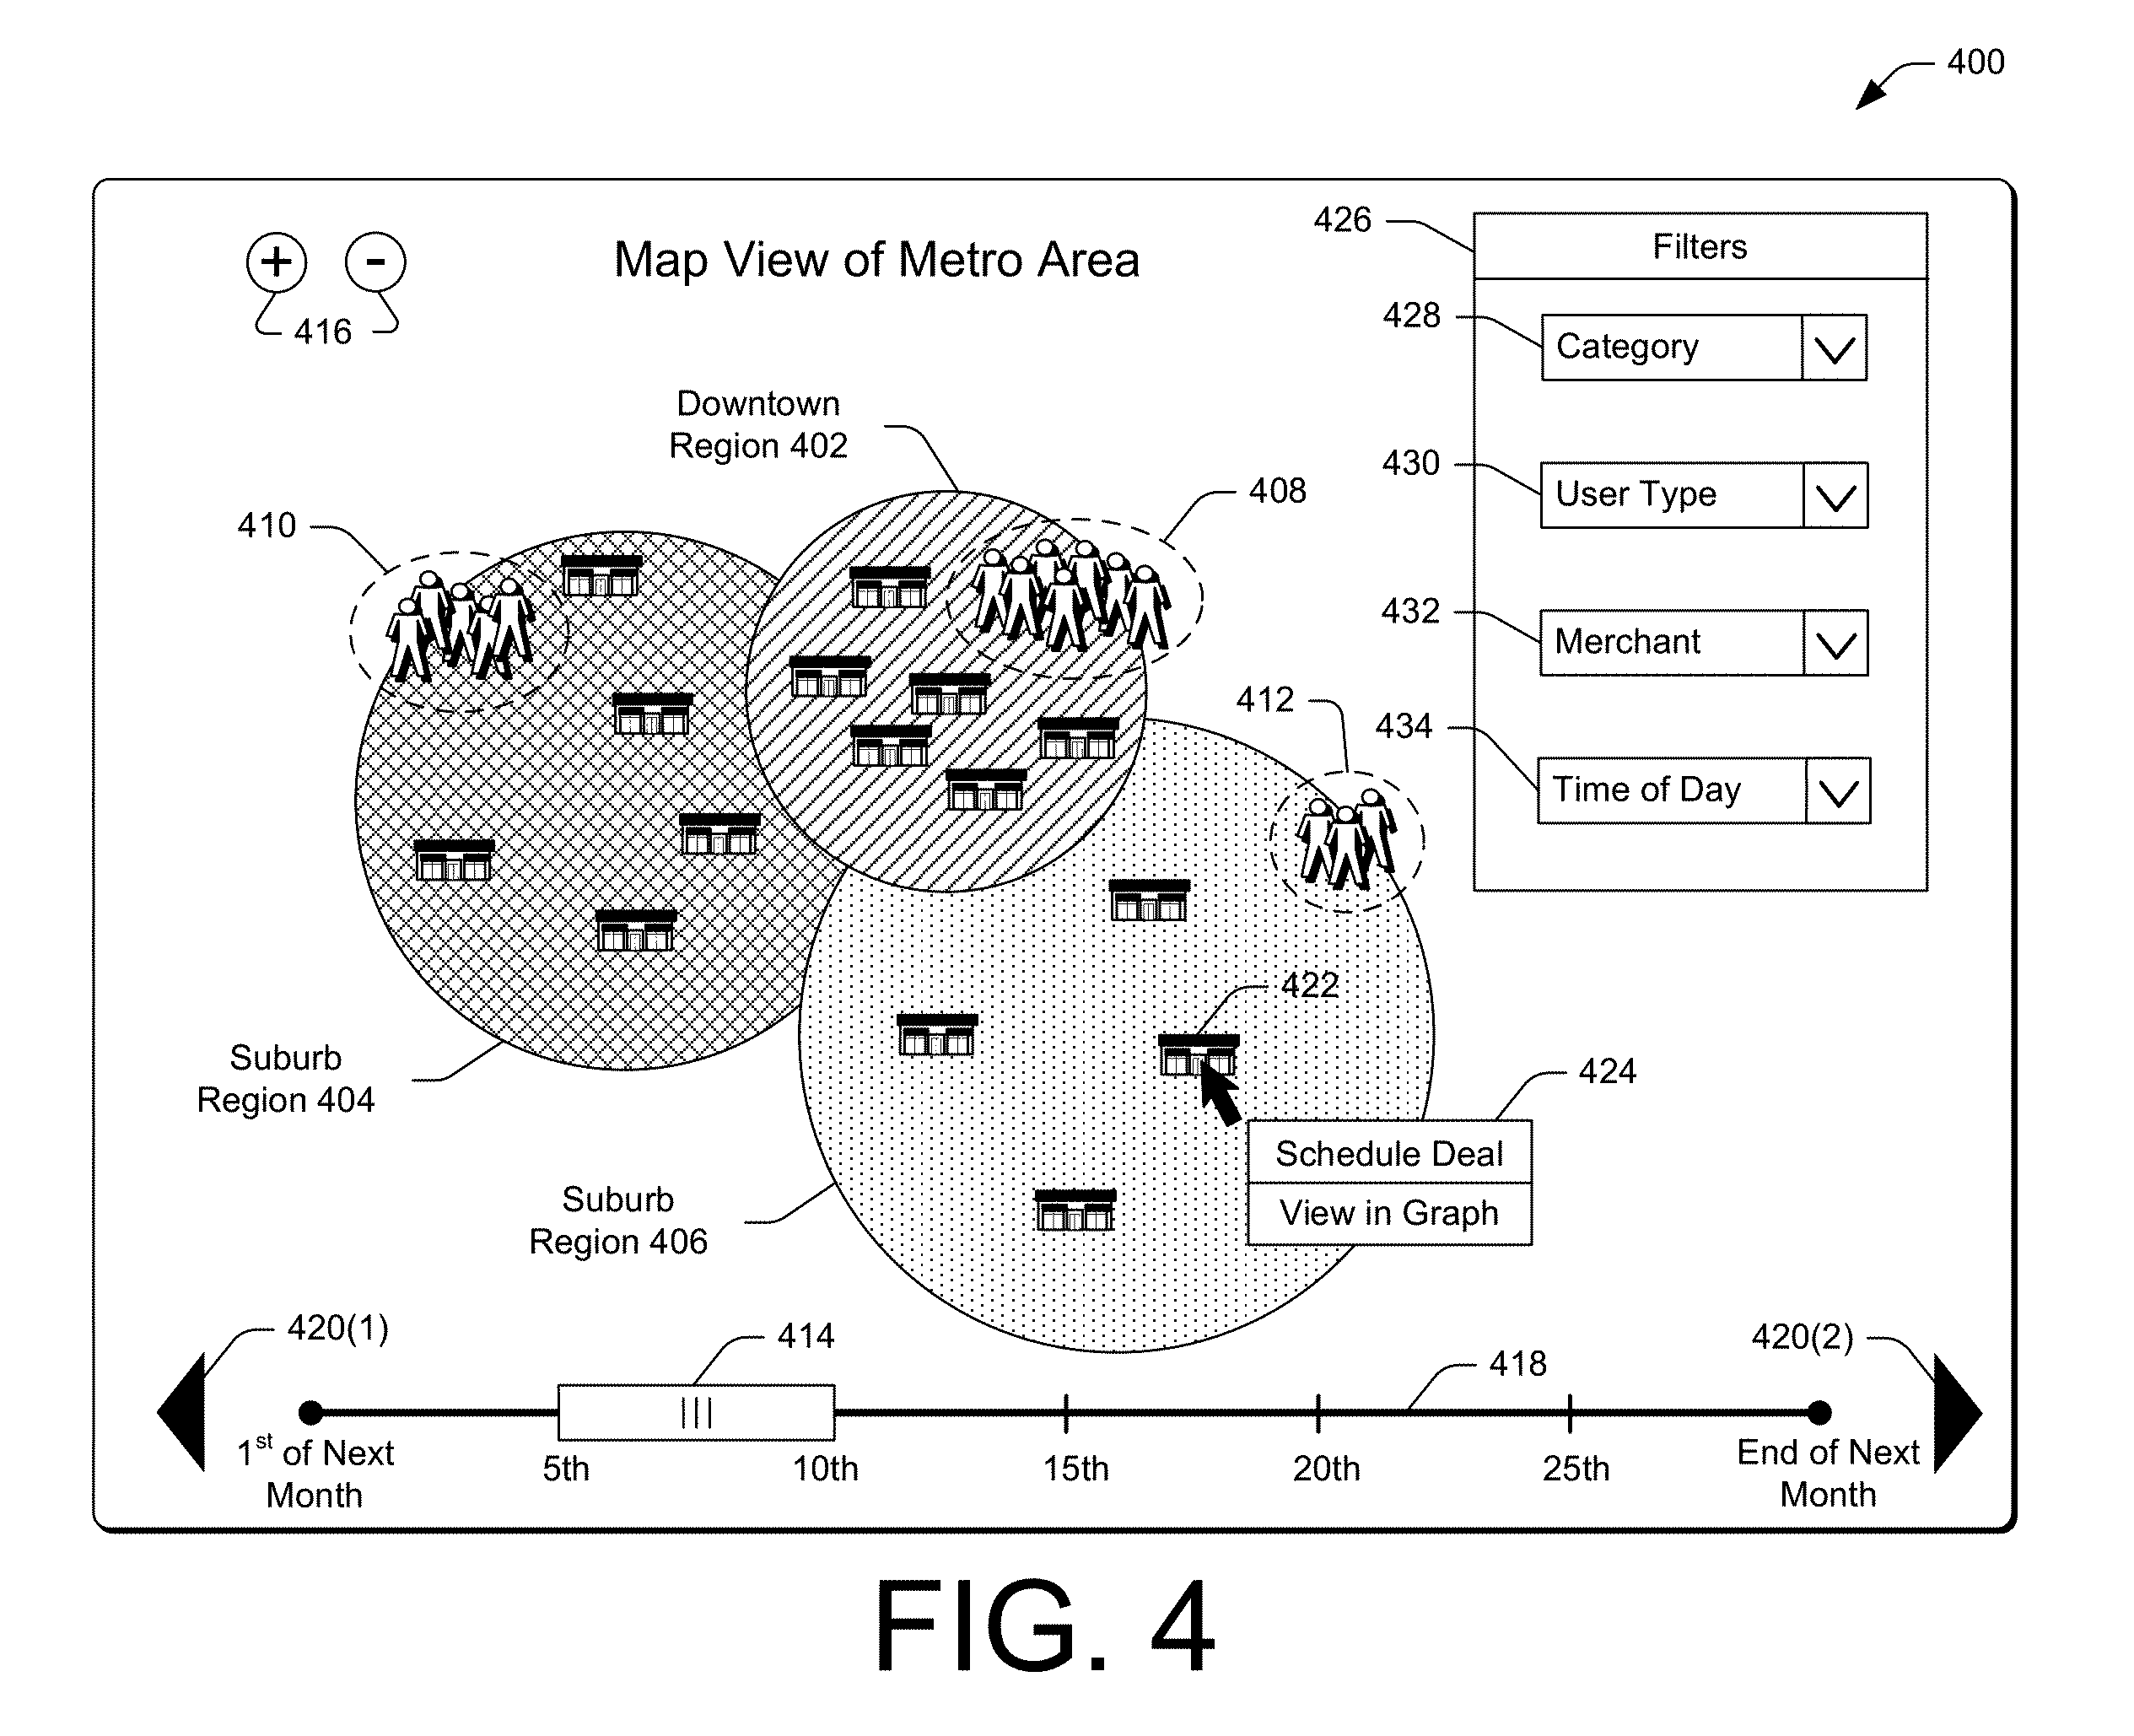 400
426
Filters
+
-
Map View of Metro Area
416
428
Category
Downtown
Region 402
430
User Type
408
410
432
Merchant
412
434
Time of Day
422
Suburb
Region 404
424
Schedule Deal
View in Graph
Suburb
Region 406
420(1)
414
418
420(2)
1st of Next
Month
5th
10th
15th
20th
25th
End of Next
Month
FIG. 4